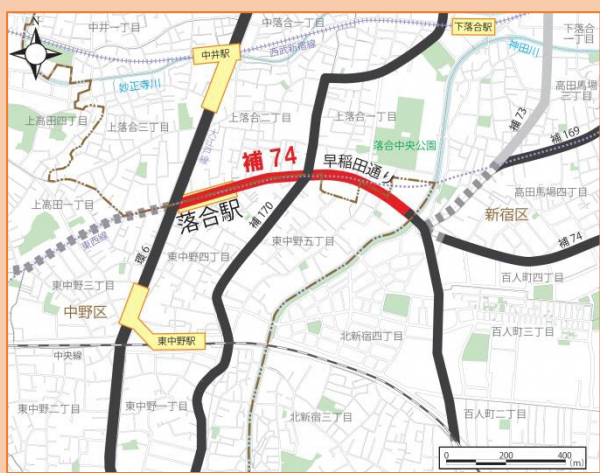 中井一丁目
中落合一丁目
下落合駅
下落合
一丁目
中井駅
西武新宿線
神田川
妙正寺川
高田馬場
三丁目
上高田四丁目
上落合三丁目
上落合二丁目
上落合一丁目
補 73
落合中央公園
補 169
大江戸線
補 74
早稲田通り
高田馬場四丁目
上高田一丁目
落合駅
新宿区
補 170
東西線
環 6
東中野四丁目
東中野五丁目
補 74
百人町四丁目
東中野三丁目
中野区
北新宿四丁目
百人町三丁目
東中野駅
中央線
東中野二丁目
東中野一丁目
北新宿三丁目
百人町二丁目
0 200 400
(m)